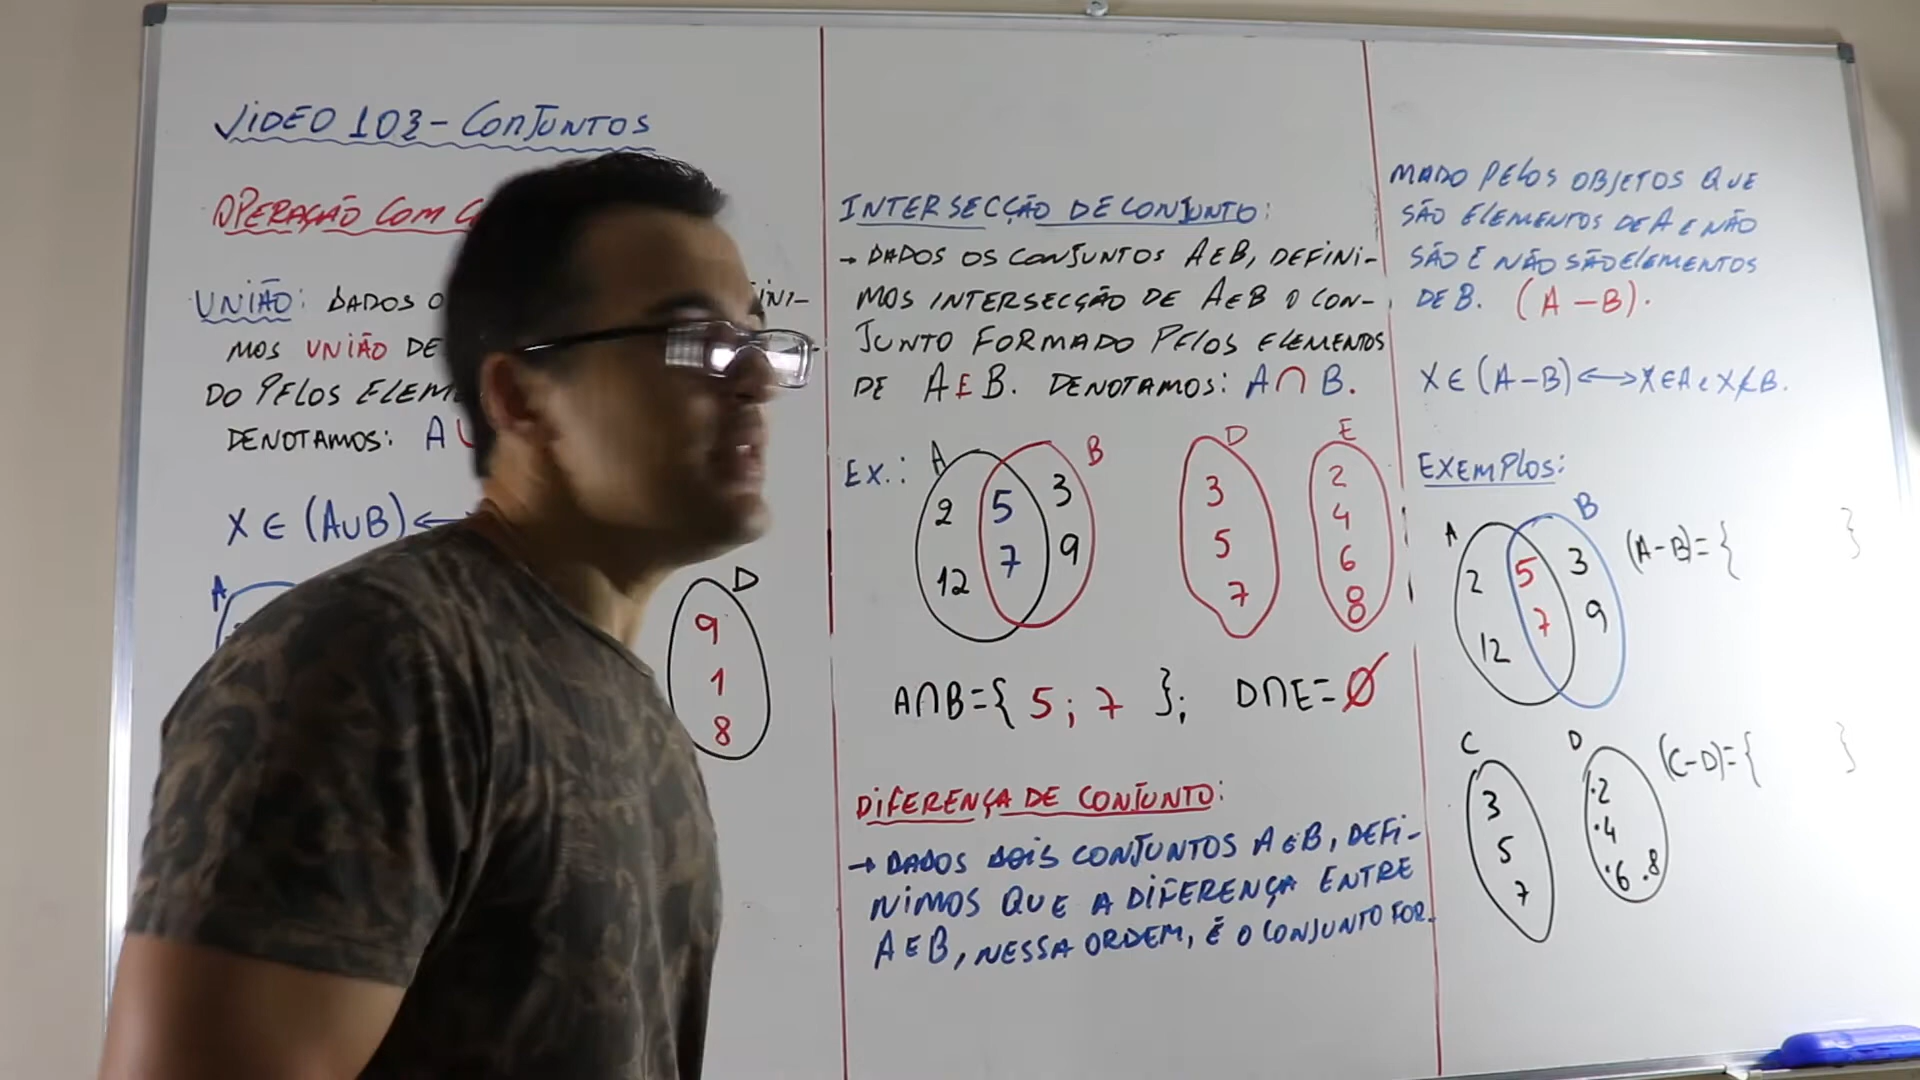 VIDEO 103 - CONJUNTOS
OPERAÇÃO COM
UNIÃO: DADOS
MOS UNIÃO DE
DO PELOS
DENOTAMOS: A
X ∈ (A∪B) ⟷
A
D
9
1
8
INTERSECÇÃO DE CONJUNTO:
→ DADOS OS CONJUNTOS A E B, DEFINI-
MOS INTERSECÇÃO DE A E B O CON-
JUNTO FORMADO PELOS ELEMENTOS
DE A E B. DENOTAMOS: A ∩ B.
EX.: A B D E
2 5 3
12 7 9
3
5
7
2
4
6
8
A∩B={ 5; 7 }; D∩E=∅
DIFERENÇA DE CONJUNTO:
→ DADOS DOIS CONJUNTOS A E B, DEFI-
NIMOS QUE A DIFERENÇA ENTRE
A E B, NESSA ORDEM, É O CONJUNTO FOR-
MADO PELOS OBJETOS QUE
SÃO ELEMENTOS DE A E NÃO
SÃO E NÃO SÃO ELEMENTOS
DE B. (A - B).
X ∈ (A-B) ⟷ X ∈ A e X ∉ B.
EXEMPLOS:
A B (A-B)={ }
2 5 3
12 7 9
C D (C-D)={ }
3
5
7
.2
.4
.6 .8